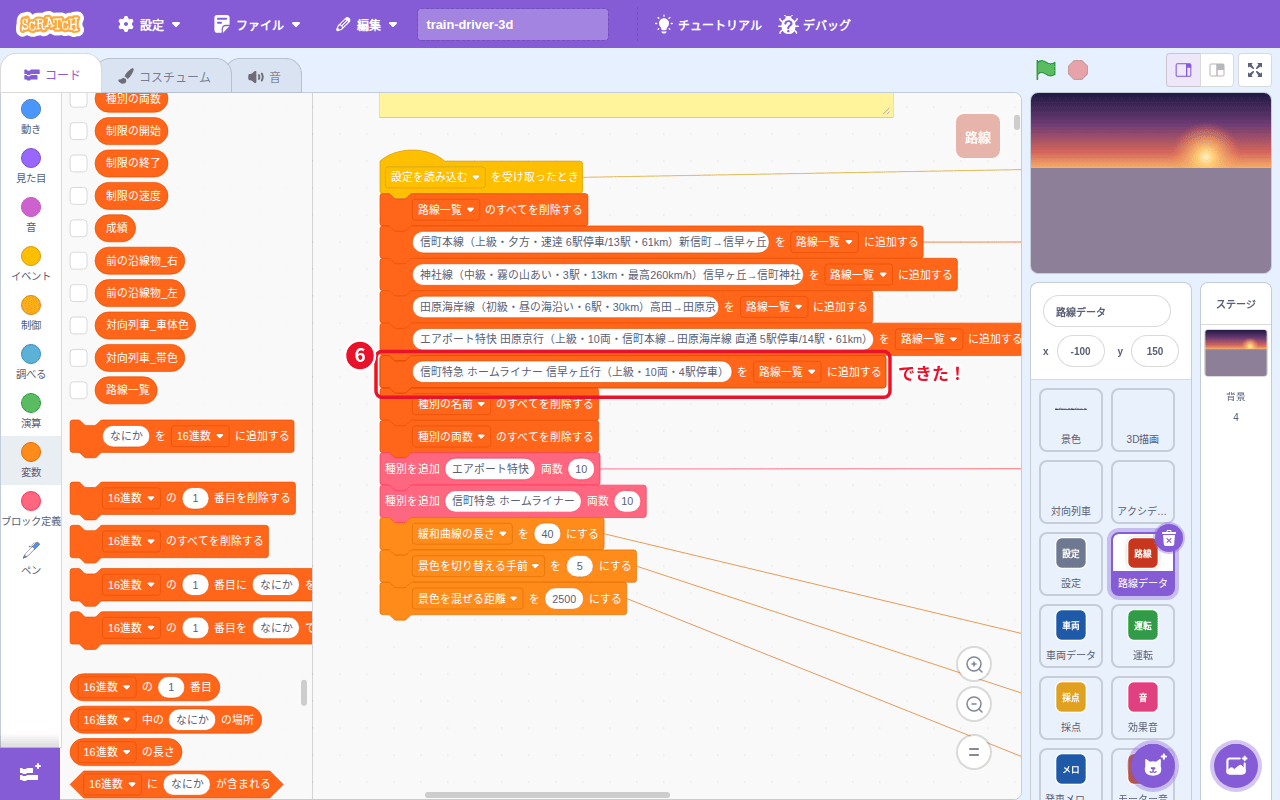 SCRATCH
設定
ファイル
編集
train-driver-3d
チュートリアル
デバッグ
コード
コスチューム
音
動き
見た目
音
イベント
制御
調べる
演算
変数
ブロック定義
ペン
種別の両数
制限の開始
制限の終了
制限の速度
成績
前の沿線物_右
前の沿線物_左
対向列車_車体色
対向列車_帯色
路線一覧
なにか を 16進数 に追加する
16進数 の 1 番目を削除する
16進数 のすべてを削除する
16進数 の 1 番目に なにか を
16進数 の 1 番目を なにか で
16進数 の 1 番目
16進数 中の なにか の場所
16進数 の長さ
16進数 に なにか が含まれる
路線
設定を読み込む を受け取ったとき
路線一覧 のすべてを削除する
信町本線（上級・夕方・速達 6駅停車/13駅・61km）新信町→信早ヶ丘 を 路線一覧 に追加する
神社線（中級・霧の山あい・3駅・13km・最高260km/h）信早ヶ丘→信町神社 を 路線一覧 に追加する
田原海岸線（初級・昼の海沿い・6駅・30km）高田→田原京 を 路線一覧 に追加する
エアポート特快 田原京行（上級・10両・信町本線→田原海岸線 直通 5駅停車/14駅・61km） を 路線一覧 に追加する
6
信町特急 ホームライナー 信早ヶ丘行（上級・10両・4駅停車） を 路線一覧 に追加する
できた！
種別の名前 のすべてを削除する
種別の両数 のすべてを削除する
種別を追加 エアポート特快 両数 10
種別を追加 信町特急 ホームライナー 両数 10
緩和曲線の長さ を 40 にする
景色を切り替える手前 を 5 にする
景色を混ぜる距離 を 2500 にする
路線データ
x -100 y 150
景色
3D描画
対向列車
アクシデ…
設定
設定
路線
路線データ
車両
車両データ
運転
運転
採点
採点
音
効果音
メロ
発車メロ…
モーター音
ステージ
背景
4